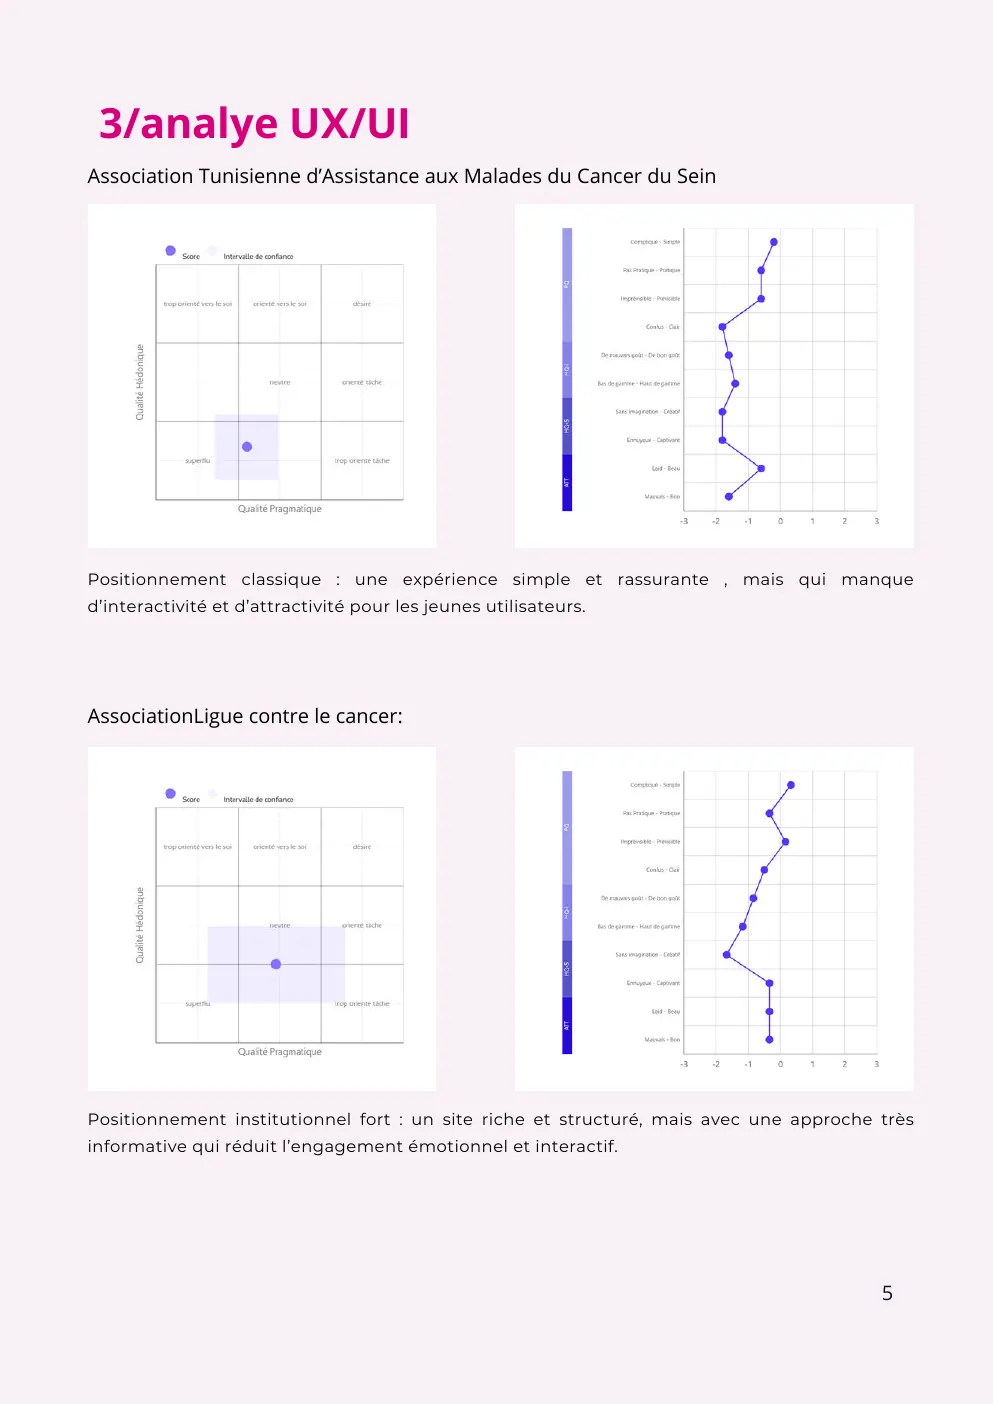 3/analye UX/UI
Association Tunisienne d’Assistance aux Malades du Cancer du Sein
Score Intervalle de confiance
trop orienté vers le soi orienté vers le soi désiré
neutre orienté tâche
superflu trop orienté tâche
Qualité Hédonique
Qualité Pragmatique
PQ
HQ-I
HQ-S
ATT
Compliqué - Simple
Pas Pratique - Pratique
Imprévisible - Prévisible
Confus - Clair
De mauvais goût - De bon goût
Bas de gamme - Haut de gamme
Sans imagination - Créatif
Ennuyeux - Captivant
Laid - Beau
Mauvais - Bon
-3 -2 -1 0 1 2 3
Positionnement classique : une expérience simple et rassurante , mais qui manque
d’interactivité et d’attractivité pour les jeunes utilisateurs.
AssociationLigue contre le cancer:
Score Intervalle de confiance
trop orienté vers le soi orienté vers le soi désiré
neutre orienté tâche
superflu trop orienté tâche
Qualité Hédonique
Qualité Pragmatique
PQ
HQ-I
HQ-S
ATT
Compliqué - Simple
Pas Pratique - Pratique
Imprévisible - Prévisible
Confus - Clair
De mauvais goût - De bon goût
Bas de gamme - Haut de gamme
Sans imagination - Créatif
Ennuyeux - Captivant
Laid - Beau
Mauvais - Bon
-3 -2 -1 0 1 2 3
Positionnement institutionnel fort : un site riche et structuré, mais avec une approche très
informative qui réduit l’engagement émotionnel et interactif.
5